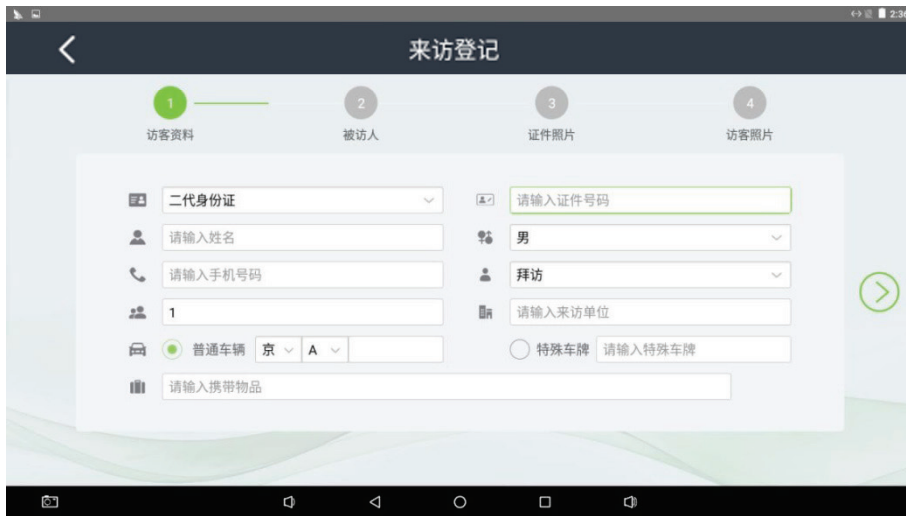 2:36
来访登记
1 2 3 4
访客资料 被访人 证件照片 访客照片
二代身份证 请输入证件号码
请输入姓名 男
请输入手机号码 拜访
1 请输入来访单位
普通车辆 京 A 特殊车牌 请输入特殊车牌
请输入携带物品